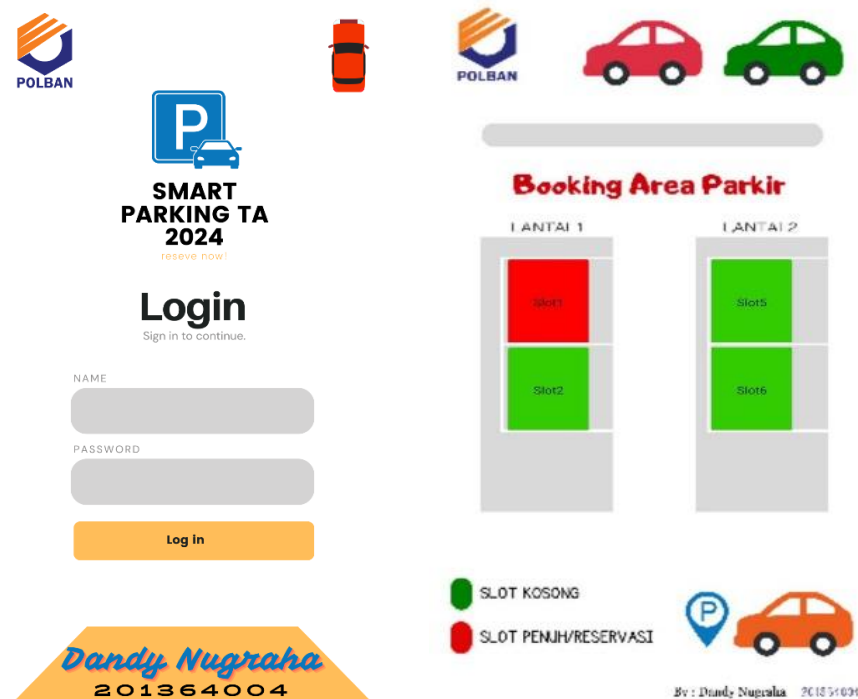 POLBAN
P
SMART
PARKING TA
2024
reseve now!
Login
Sign in to continue.
NAME
PASSWORD
Log in
Dandy Nugraha
201364004
POLBAN
Booking Area Parkir
LANTAI 1
LANTAI 2
Slot1
Slot5
Slot2
Slot6
SLOT KOSONG
SLOT PENUH/RESERVASI
P
By : Dandy Nugraha